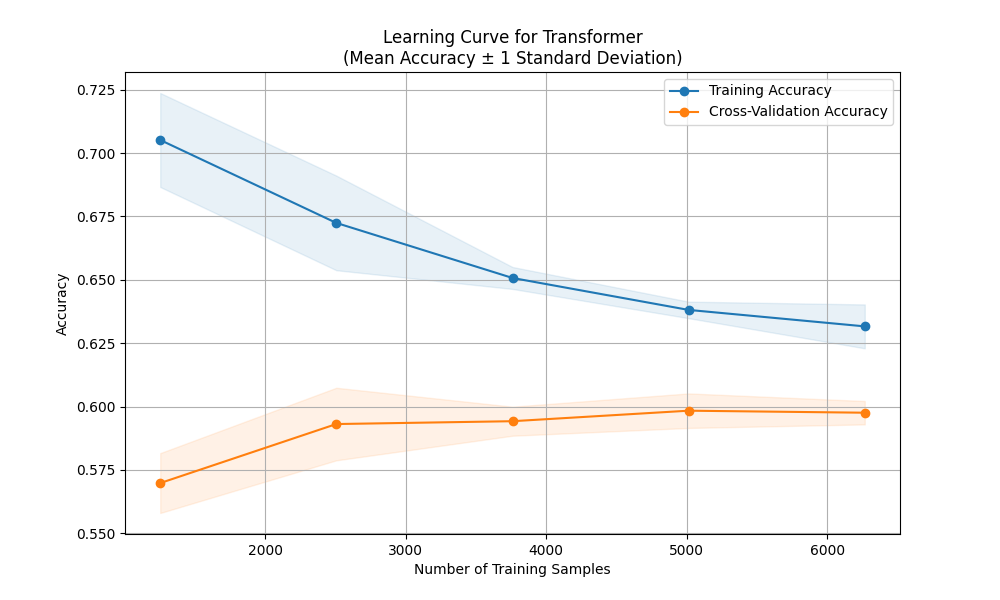 Learning Curve for Transformer
(Mean Accuracy ± 1 Standard Deviation)
Training Accuracy
Cross-Validation Accuracy
Accuracy
0.725
0.700
0.675
0.650
0.625
0.600
0.575
0.550
2000 3000 4000 5000 6000
Number of Training Samples